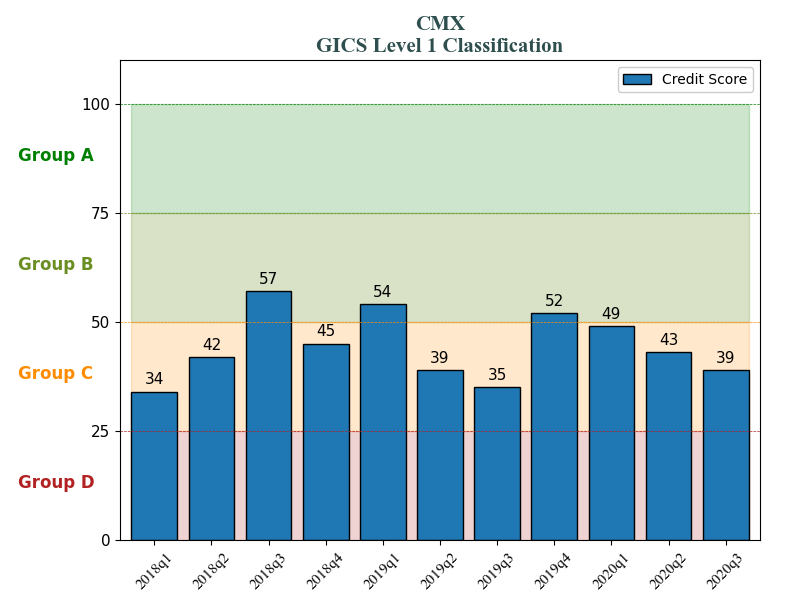 CMX
GICS Level 1 Classification
Credit Score
100
Group A
75
Group B
50
Group C
25
Group D
0
34
42
57
45
54
39
35
52
49
43
39
2018q1
2018q2
2018q3
2018q4
2019q1
2019q2
2019q3
2019q4
2020q1
2020q2
2020q3